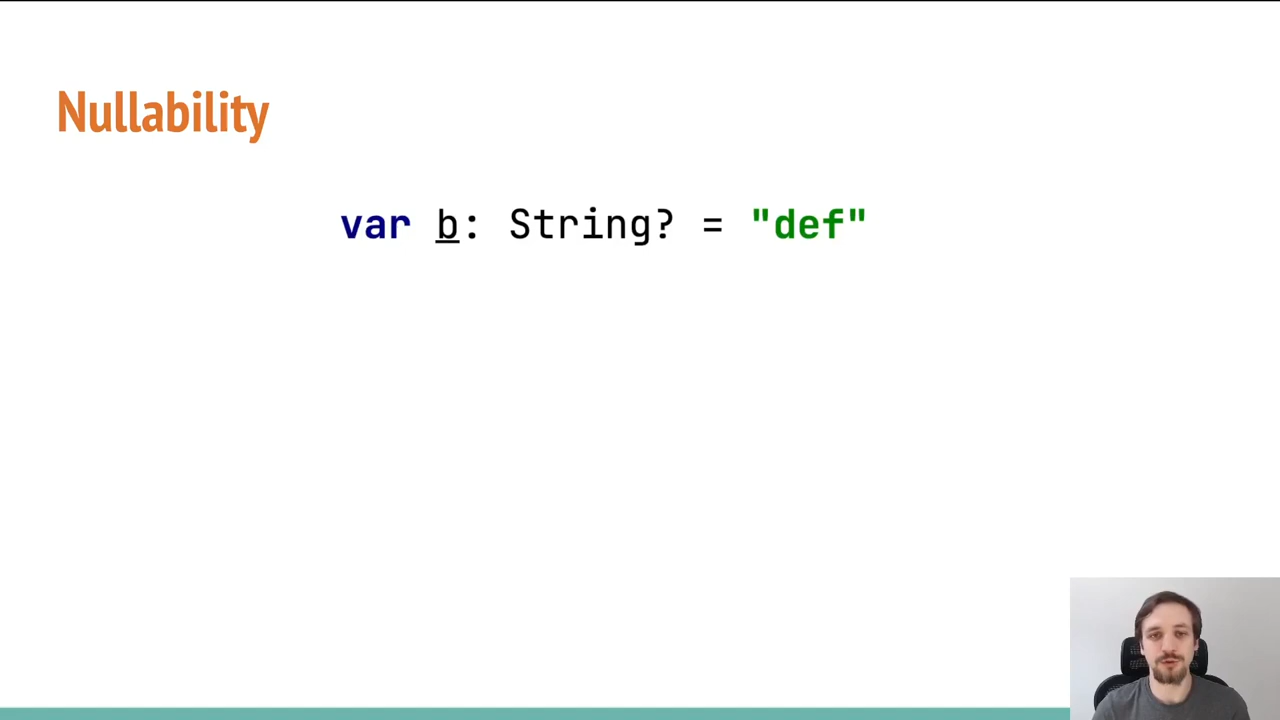 Nullability
var b: String? = "def"